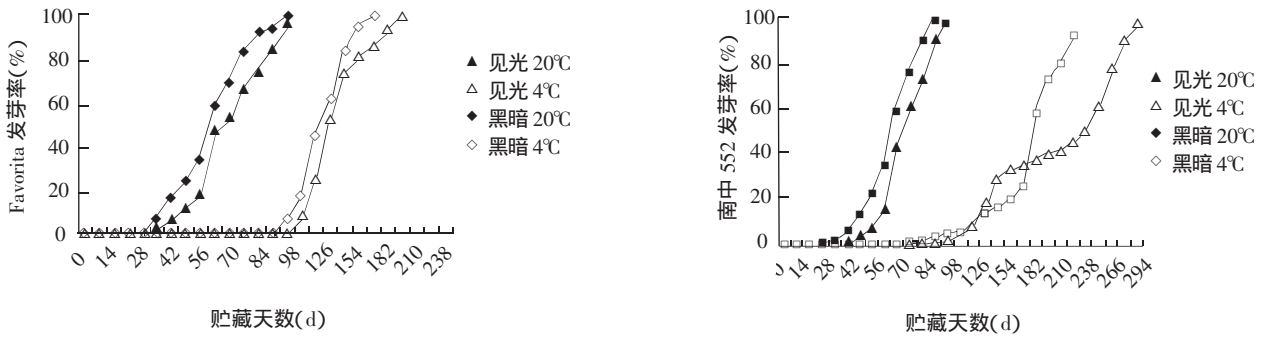 Favorita 发芽率(%)
100
80
60
40
20
0
0 14 28 42 56 70 84 98 126 154 182 210 238
贮藏天数(d)
见光 20℃
见光 4℃
黑暗 20℃
黑暗 4℃
南中 552 发芽率(%)
100
80
60
40
20
0
14 28 42 56 70 84 98 126 154 182 210 238 266 294
贮藏天数(d)
见光 20℃
见光 4℃
黑暗 20℃
黑暗 4℃